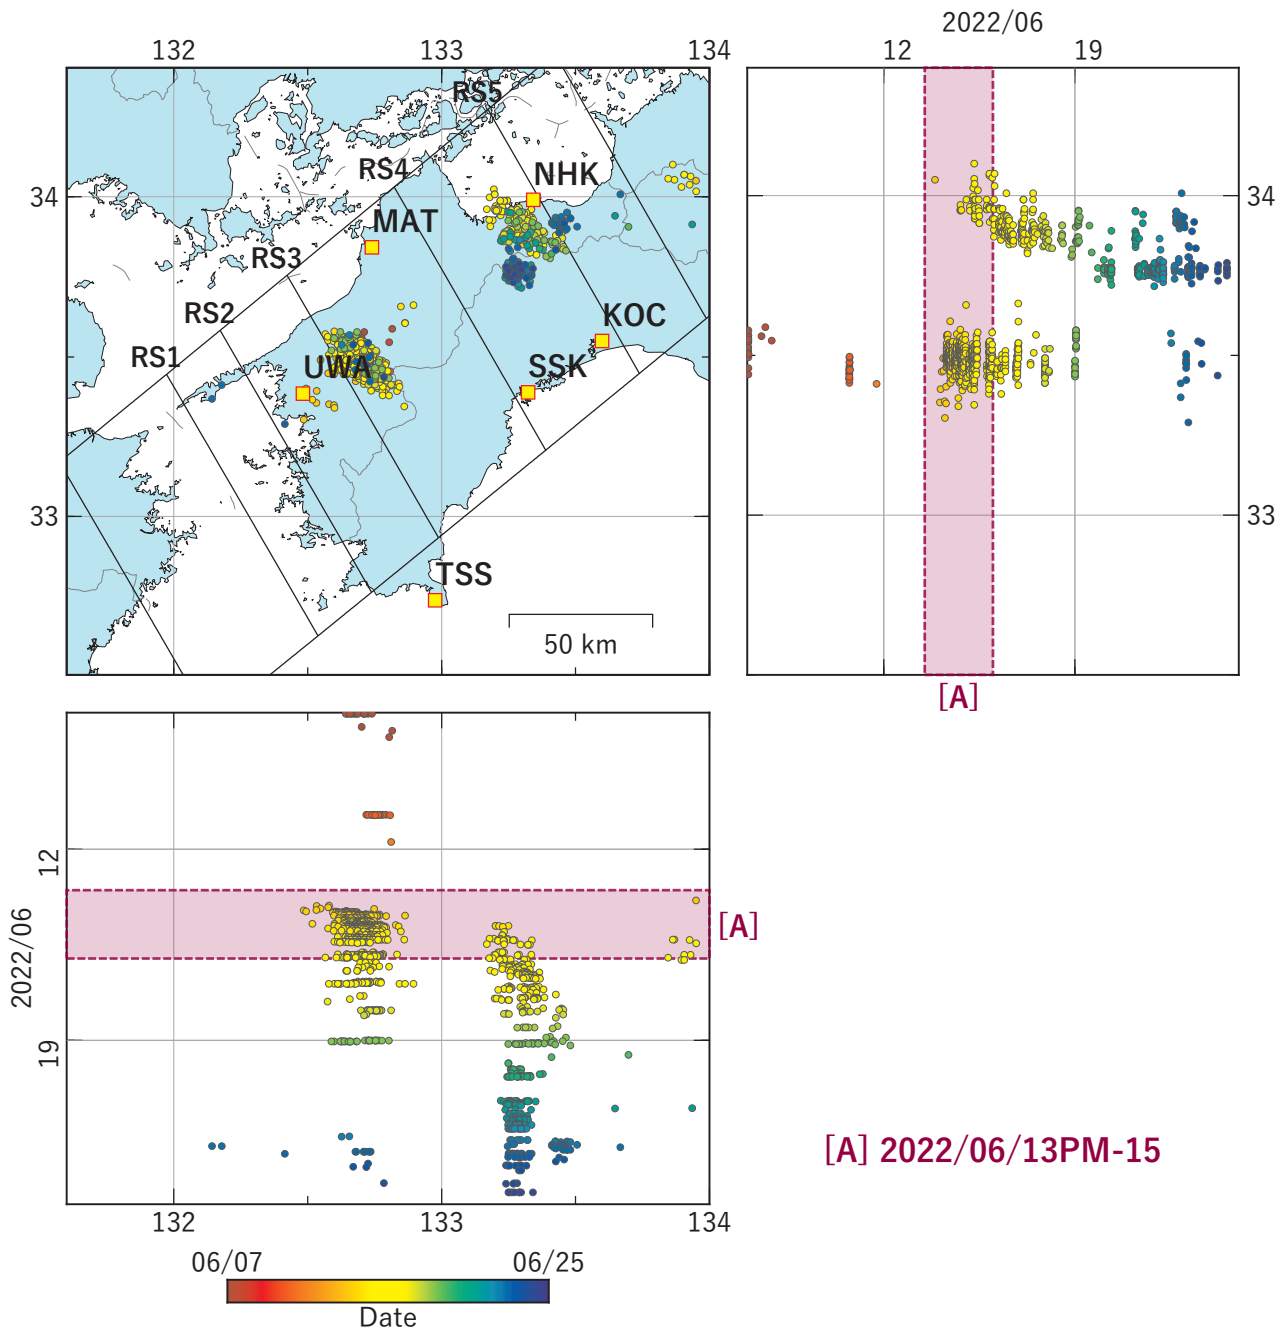 2022/06
132 133 134
12 19
RS5
RS4
NHK
34
MAT
RS3
RS2
KOC
RS1
UWA
SSK
33
33
TSS
50 km
[A]
12
2022/06
[A]
19
[A] 2022/06/13PM-15
132 133 134
06/07 06/25
Date